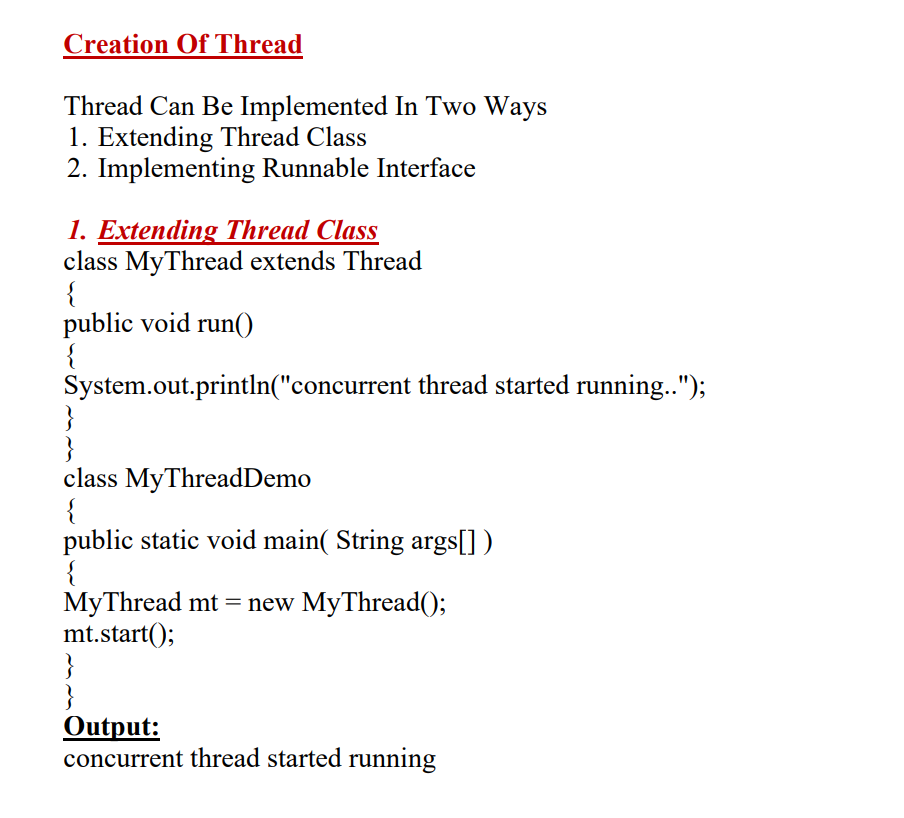 Creation Of Thread
Thread Can Be Implemented In Two Ways
1. Extending Thread Class
2. Implementing Runnable Interface
1. Extending Thread Class
class MyThread extends Thread
{
public void run()
{
System.out.println("concurrent thread started running..");
}
}
class MyThreadDemo
{
public static void main( String args[] )
{
MyThread mt = new MyThread();
mt.start();
}
}
Output:
concurrent thread started running